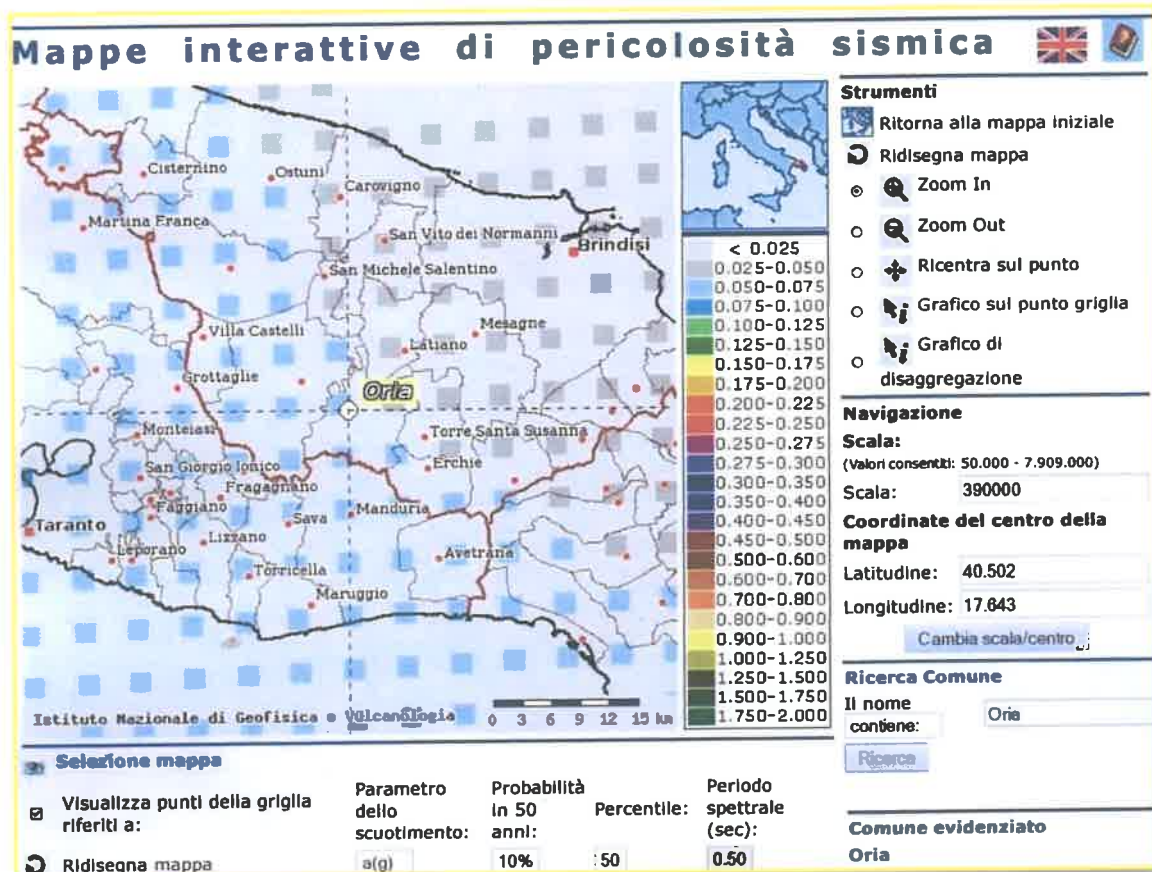 Mappe interattive di pericolosità sismica
Cisternino
Ostuni
Carovigno
Martina Franca
San Vito dei Normanni
Brindisi
San Michele Salentino
Villa Castelli
Mesagne
Latiano
Grottaglie
Oria
Monteiasi
Torre Santa Susanna
San Giorgio Ionico
Erchie
Fragagnano
Faggiano
Manduria
Sava
Taranto
Lizzano
Leporano
Avetrana
Torricella
Maruggio
Istituto Nazionale di Geofisica e Vulcanologia
0 3 6 9 12 15 km
< 0.025
0.025-0.050
0.050-0.075
0.075-0.100
0.100-0.125
0.125-0.150
0.150-0.175
0.175-0.200
0.200-0.225
0.225-0.250
0.250-0.275
0.275-0.300
0.300-0.350
0.350-0.400
0.400-0.450
0.450-0.500
0.500-0.600
0.600-0.700
0.700-0.800
0.800-0.900
0.900-1.000
1.000-1.250
1.250-1.500
1.500-1.750
1.750-2.000
Strumenti
Ritorna alla mappa iniziale
Ridisegna mappa
Zoom In
Zoom Out
Ricentra sul punto
Grafico sul punto griglia
Grafico di
disaggregazione
Navigazione
Scala:
(Valori consentiti: 50.000 - 7.909.000)
Scala: 390000
Coordinate del centro della
mappa
Latitudine: 40.502
Longitudine: 17.643
Cambia scala/centro
Ricerca Comune
Il nome
contiene: Oria
Ricerca
Comune evidenziato
Oria
Selezione mappa
Visualizza punti della griglia
riferiti a:
Ridisegna mappa
Parametro
dello
scuotimento:
a(g)
Probabilità
in 50
anni:
10%
Percentile:
50
Periodo
spettrale
(sec):
0.50